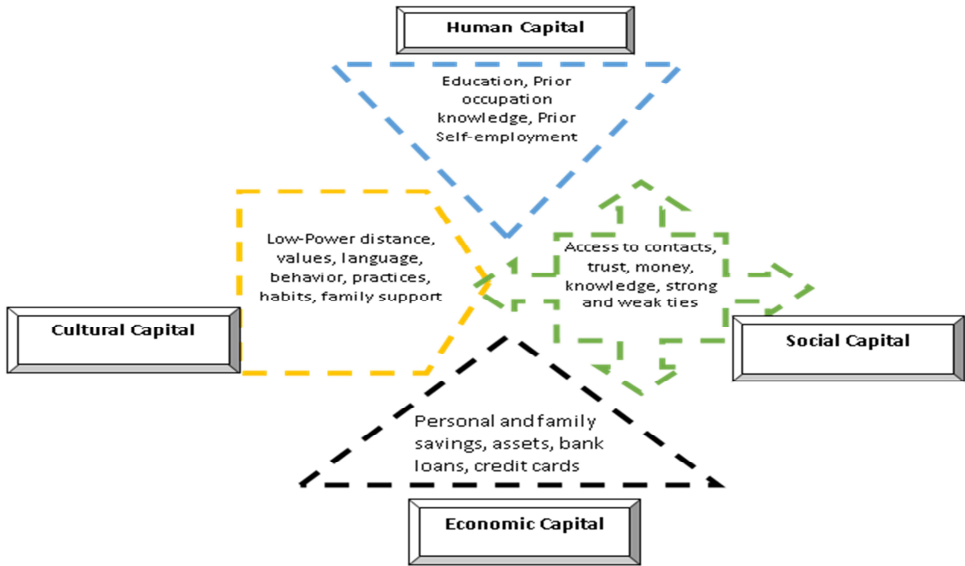 Human Capital
Education, Prior
occupation
knowledge, Prior
Self-employment
Low-Power distance,
values, language,
behavior, practices,
habits, family support
Access to contacts,
trust, money,
knowledge, strong
and weak ties
Cultural Capital
Social Capital
Personal and family
savings, assets, bank
loans, credit cards
Economic Capital